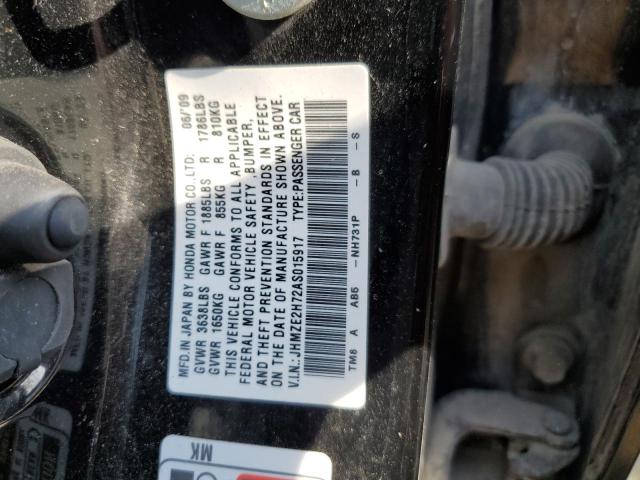 MFD.IN JAPAN BY HONDA MOTOR CO.,LTD: 06/'09
GVWR 3638LBS GAWR F 1885LBS R 1786LBS
GVWR 1650KG GAWR F 855KG R 810KG
THIS VEHICLE CONFORMS TO ALL APPLICABLE
FEDERAL MOTOR VEHICLE SAFETY ,BUMPER,
AND THEFT PREVENTION STANDARDS IN EFFECT
ON THE DATE OF MANUFACTURE SHOWN ABOVE.
V.I.N.: JHMZE2H72AS015917 TYPE:PASSENGER CAR
TM8 A AB5 -NH731P -B -S
MK